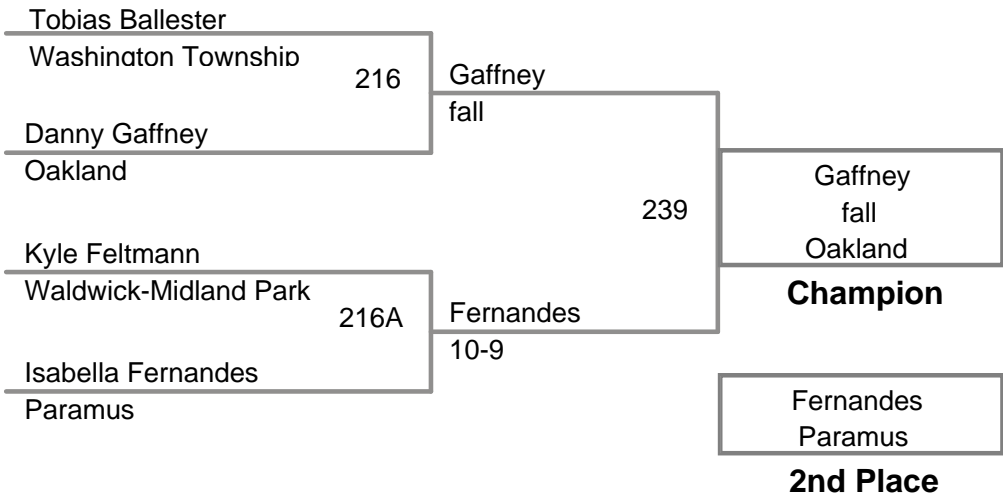 Tobias Ballester
Washington Township
216
Gaffney
fall
Danny Gaffney
Oakland
239
Gaffney
fall
Oakland
Champion
Kyle Feltmann
Waldwick-Midland Park
216A
Fernandes
10-9
Isabella Fernandes
Paramus
Fernandes
Paramus
2nd Place